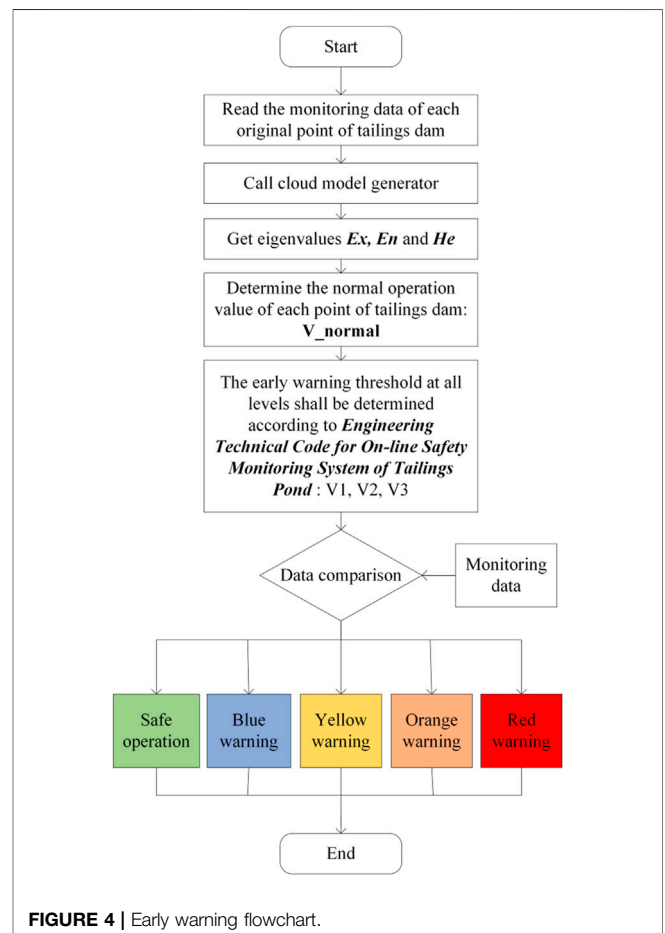 Start
Read the monitoring data of each
original point of tailings dam
Call cloud model generator
Get eigenvalues Ex, En and He
Determine the normal operation
value of each point of tailings dam:
V_normal
The early warning threshold at all
levels shall be determined
according to Engineering
Technical Code for On-line Safety
Monitoring System of Tailings
Pond : V1, V2, V3
Data comparison
Monitoring
data
Safe
operation
Blue
warning
Yellow
warning
Orange
warning
Red
warning
End
FIGURE 4 | Early warning flowchart.